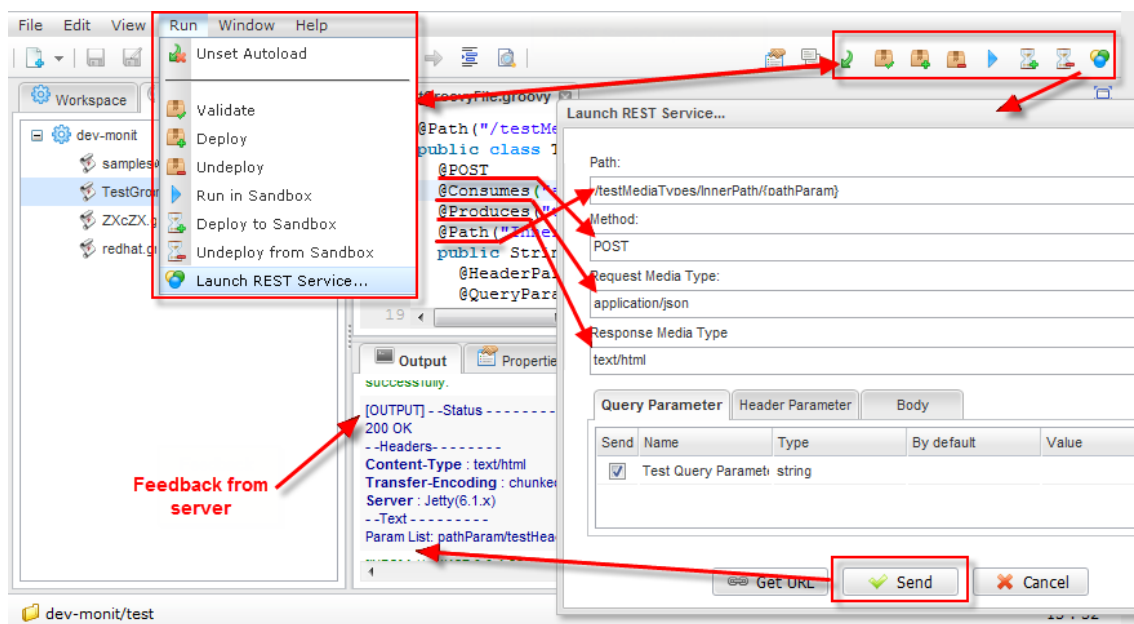 File Edit View Run Window Help
Unset Autoload
Validate
Deploy
Undeploy
Run in Sandbox
Deploy to Sandbox
Undeploy from Sandbox
Launch REST Service...
Workspace
dev-monit
redhat.g
@Path("/testMe
public class
@POST
@Consumes("
@Produces("
@Path("Inner
public Strin
@HeaderPa
@QueryPara
19
Output
Propertie
successfully.
[OUTPUT] - -Status - - - - - - - - -
200 OK
- -Headers- - - - - - - -
Content-Type : text/html
Transfer-Encoding : chunked
Server : Jetty(6.1.x)
- -Text - - - - - - - - -
Param List: pathParam/testHea
Feedback from
server
Launch REST Service...
Path:
/testMediaTypes/InnerPath/{pathParam}
Method:
POST
Request Media Type:
application/json
Response Media Type
text/html
Query Parameter Header Parameter Body
Send Name Type By default Value
Test Query Paramete string
Get URL Send Cancel
dev-monit/test